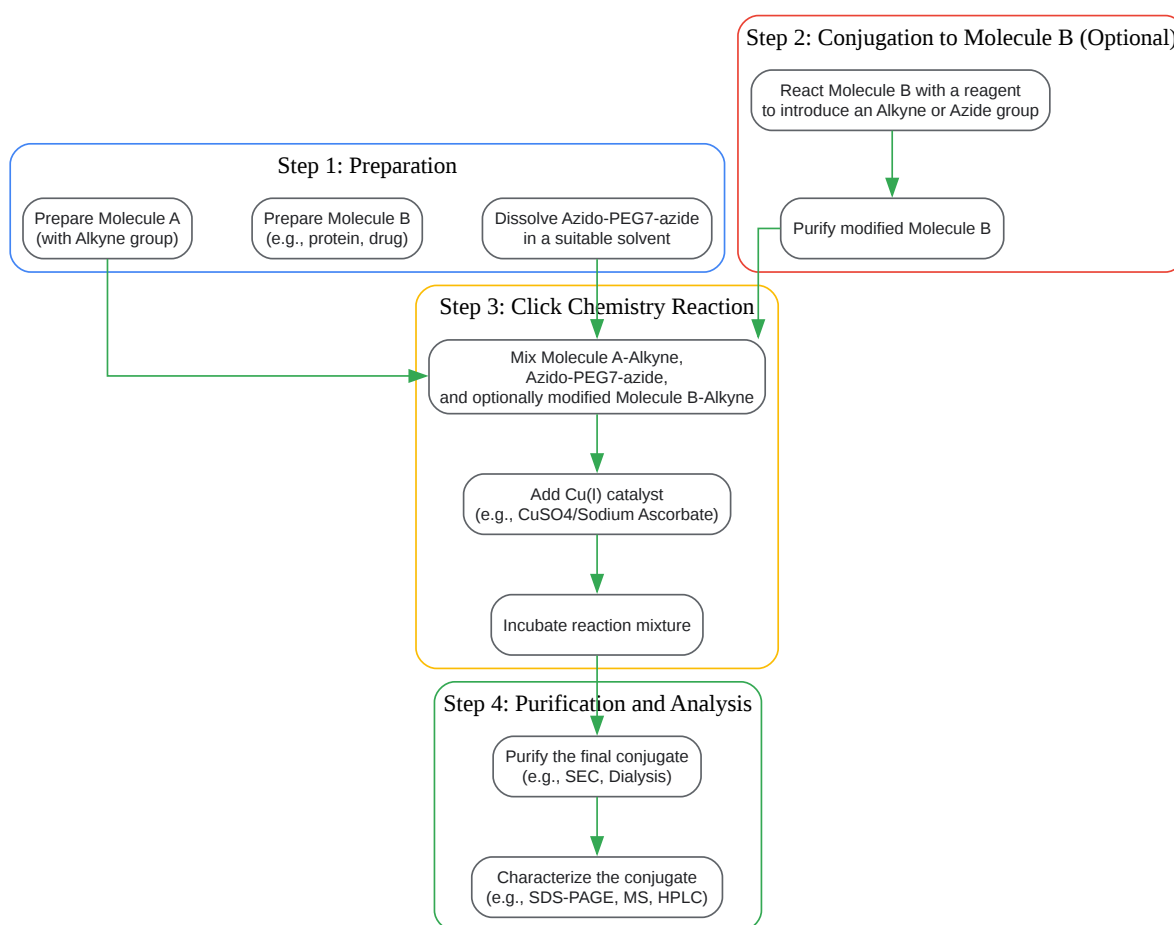 Step 2: Conjugation to Molecule B (Optional)
React Molecule B with a reagent
to introduce an Alkyne or Azide group
Purify modified Molecule B
Step 1: Preparation
Prepare Molecule A
(with Alkyne group)
Prepare Molecule B
(e.g., protein, drug)
Dissolve Azido-PEG7-azide
in a suitable solvent
Step 3: Click Chemistry Reaction
Mix Molecule A-Alkyne,
Azido-PEG7-azide,
and optionally modified Molecule B-Alkyne
Add Cu(I) catalyst
(e.g., CuSO4/Sodium Ascorbate)
Incubate reaction mixture
Step 4: Purification and Analysis
Purify the final conjugate
(e.g., SEC, Dialysis)
Characterize the conjugate
(e.g., SDS-PAGE, MS, HPLC)